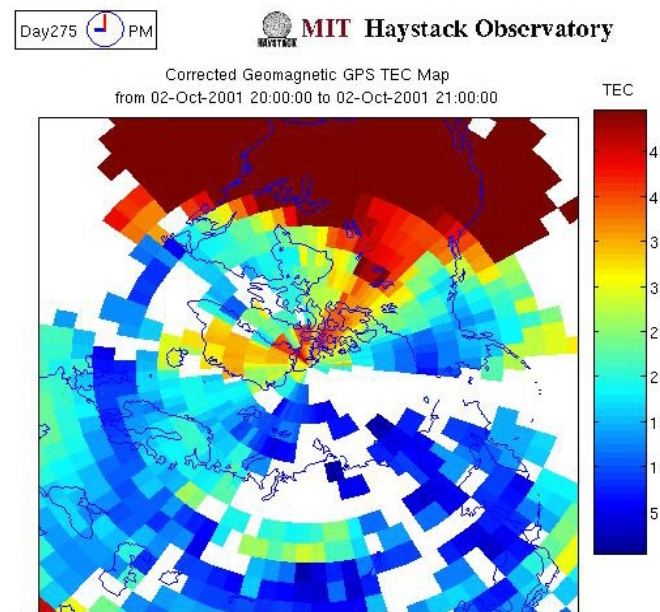 Day275 PM
HAYSTACK
MIT Haystack Observatory
Corrected Geomagnetic GPS TEC Map
from 02-Oct-2001 20:00:00 to 02-Oct-2001 21:00:00
TEC
4
4
3
3
2
2
1
1
5